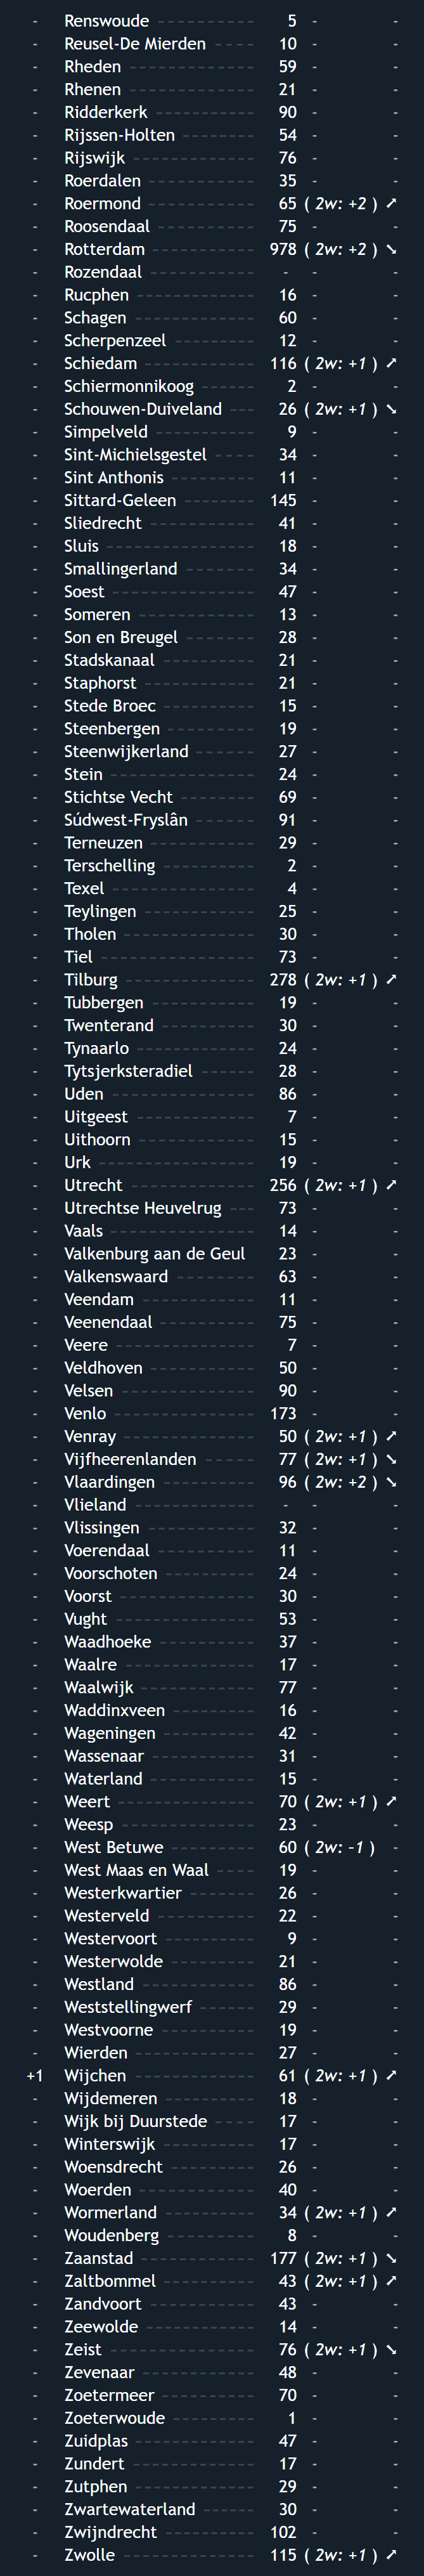 - Renswoude ---------- 5 - -
- Reusel-De Mierden ---- 10 - -
- Rheden ------------- 59 - -
- Rhenen ------------- 21 - -
- Ridderkerk ---------- 90 - -
- Rijssen-Holten -------- 54 - -
- Rijswijk ------------ 76 - -
- Roerdalen ----------- 35 - -
- Roermond ---------- 65 ( 2w: +2 ) ➚
- Roosendaal ---------- 75 - -
- Rotterdam ----------- 978 ( 2w: +2 ) ➘
- Rozendaal ----------- - - -
- Rucphen ------------ 16 - -
- Schagen ------------ 60 - -
- Scherpenzeel --------- 12 - -
- Schiedam ----------- 116 ( 2w: +1 ) ➚
- Schiermonnikoog ------ 2 - -
- Schouwen-Duiveland --- 26 ( 2w: +1 ) ➘
- Simpelveld ---------- 9 - -
- Sint-Michielsgestel ---- 34 - -
- Sint Anthonis --------- 11 - -
- Sittard-Geleen ------- 145 - -
- Sliedrecht ----------- 41 - -
- Sluis --------------- 18 - -
- Smallingerland ------- 34 - -
- Soest -------------- 47 - -
- Someren ------------ 13 - -
- Son en Breugel ------- 28 - -
- Stadskanaal --------- 21 - -
- Staphorst ----------- 21 - -
- Stede Broec --------- 15 - -
- Steenbergen --------- 19 - -
- Steenwijkerland ------ 27 - -
- Stein -------------- 24 - -
- Stichtse Vecht ------- 69 - -
- Súdwest-Fryslân ------ 91 - -
- Terneuzen ----------- 29 - -
- Terschelling --------- 2 - -
- Texel -------------- 4 - -
- Teylingen ----------- 25 - -
- Tholen ------------- 30 - -
- Tiel --------------- 73 - -
- Tilburg ------------- 278 ( 2w: +1 ) ➚
- Tubbergen ---------- 19 - -
- Twenterand --------- 30 - -
- Tynaarlo ------------ 24 - -
- Tytsjerksteradiel ------ 28 - -
- Uden -------------- 86 - -
- Uitgeest ------------ 7 - -
- Uithoorn ----------- 15 - -
- Urk --------------- 19 - -
- Utrecht ------------ 256 ( 2w: +1 ) ➚
- Utrechtse Heuvelrug --- 73 - -
- Vaals -------------- 14 - -
- Valkenburg aan de Geul 23 - -
- Valkenswaard -------- 63 - -
- Veendam ----------- 11 - -
- Veenendaal ---------- 75 - -
- Veere ------------- 7 - -
- Veldhoven ----------- 50 - -
- Velsen ------------- 90 - -
- Venlo -------------- 173 - -
- Venray ------------- 50 ( 2w: +1 ) ➚
- Vijfheerenlanden ----- 77 ( 2w: +1 ) ➘
- Vlaardingen --------- 96 ( 2w: +2 ) ➘
- Vlieland ------------ - - -
- Vlissingen ----------- 32 - -
- Voerendaal ---------- 11 - -
- Voorschoten --------- 24 - -
- Voorst ------------- 30 - -
- Vught ------------- 53 - -
- Waadhoeke ---------- 37 - -
- Waalre ------------- 17 - -
- Waalwijk ----------- 77 - -
- Waddinxveen -------- 16 - -
- Wageningen --------- 42 - -
- Wassenaar ---------- 31 - -
- Waterland ---------- 15 - -
- Weert ------------- 70 ( 2w: +1 ) ➚
- Weesp ------------- 23 - -
- West Betuwe -------- 60 ( 2w: -1 ) -
- West Maas en Waal ---- 19 - -
- Westerkwartier ------- 26 - -
- Westerveld ---------- 22 - -
- Westervoort --------- 9 - -
- Westerwolde --------- 21 - -
- Westland ----------- 86 - -
- Weststellingwerf ------ 29 - -
- Westvoorne ---------- 19 - -
- Wierden ------------ 27 - -
+1 Wijchen ------------ 61 ( 2w: +1 ) ➚
- Wijdemeren --------- 18 - -
- Wijk bij Duurstede ---- 17 - -
- Winterswijk --------- 17 - -
- Woensdrecht --------- 26 - -
- Woerden ----------- 40 - -
- Wormerland --------- 34 ( 2w: +1 ) ➚
- Woudenberg --------- 8 - -
- Zaanstad ----------- 177 ( 2w: +1 ) ➘
- Zaltbommel ---------- 43 ( 2w: +1 ) ➚
- Zandvoort ----------- 43 - -
- Zeewolde ----------- 14 - -
- Zeist -------------- 76 ( 2w: +1 ) ➘
- Zevenaar ----------- 48 - -
- Zoetermeer ---------- 70 - -
- Zoeterwoude --------- 1 - -
- Zuidplas ------------ 47 - -
- Zundert ------------ 17 - -
- Zutphen ------------ 29 - -
- Zwartewaterland ------ 30 - -
- Zwijndrecht --------- 102 - -
- Zwolle ------------- 115 ( 2w: +1 ) ➚